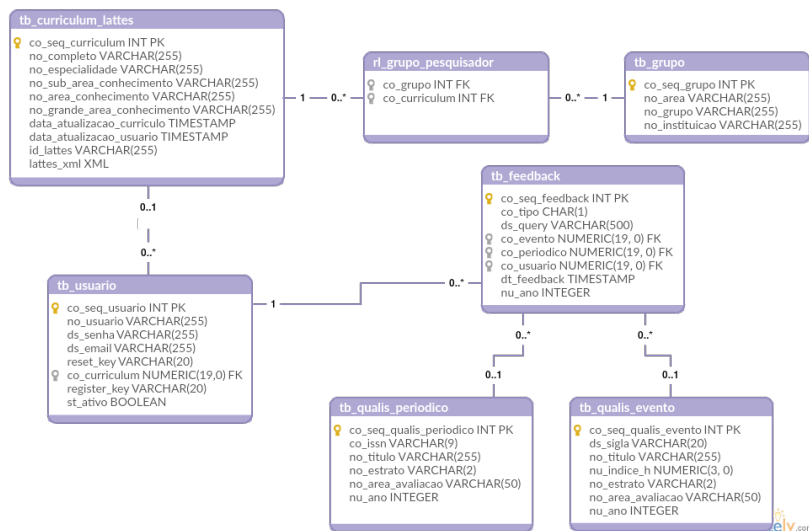 tb_curriculum_lattes
co_seq_curriculum INT PK
no_completo VARCHAR(255)
no_especialidade VARCHAR(255)
no_sub_area_conhecimento VARCHAR(255)
no_area_conhecimento VARCHAR(255)
no_grande_area_conhecimento VARCHAR(255)
data_atualizacao_curriculo TIMESTAMP
data_atualizacao_usuario TIMESTAMP
id_lattes VARCHAR(255)
lattes_xml XML
1
0..*
rl_grupo_pesquisador
co_grupo INT FK
co_curriculum INT FK
0..*
1
tb_grupo
co_seq_grupo INT PK
no_area VARCHAR(255)
no_grupo VARCHAR(255)
no_instituicao VARCHAR(255)
0..1
0..*
tb_feedback
co_seq_feedback INT PK
co_tipo CHAR(1)
ds_query VARCHAR(500)
co_evento NUMERIC(19, 0) FK
co_periodico NUMERIC(19, 0) FK
co_usuario NUMERIC(19, 0) FK
dt_feedback TIMESTAMP
nu_ano INTEGER
tb_usuario
co_seq_usuario INT PK
no_usuario VARCHAR(255)
ds_senha VARCHAR(255)
ds_email VARCHAR(255)
reset_key VARCHAR(20)
co_curriculum NUMERIC(19,0) FK
register_key VARCHAR(20)
st_ativo BOOLEAN
1
0..*
0..*
0..*
0..1
0..1
tb_qualis_periodico
co_seq_qualis_periodico INT PK
co_issn VARCHAR(9)
no_titulo VARCHAR(255)
no_estrato VARCHAR(2)
no_area_avaliacao VARCHAR(50)
nu_ano INTEGER
tb_qualis_evento
co_seq_qualis_evento INT PK
ds_sigla VARCHAR(20)
no_titulo VARCHAR(255)
nu_indice_h NUMERIC(3, 0)
no_estrato VARCHAR(2)
no_area_avaliacao VARCHAR(50)
nu_ano INTEGER